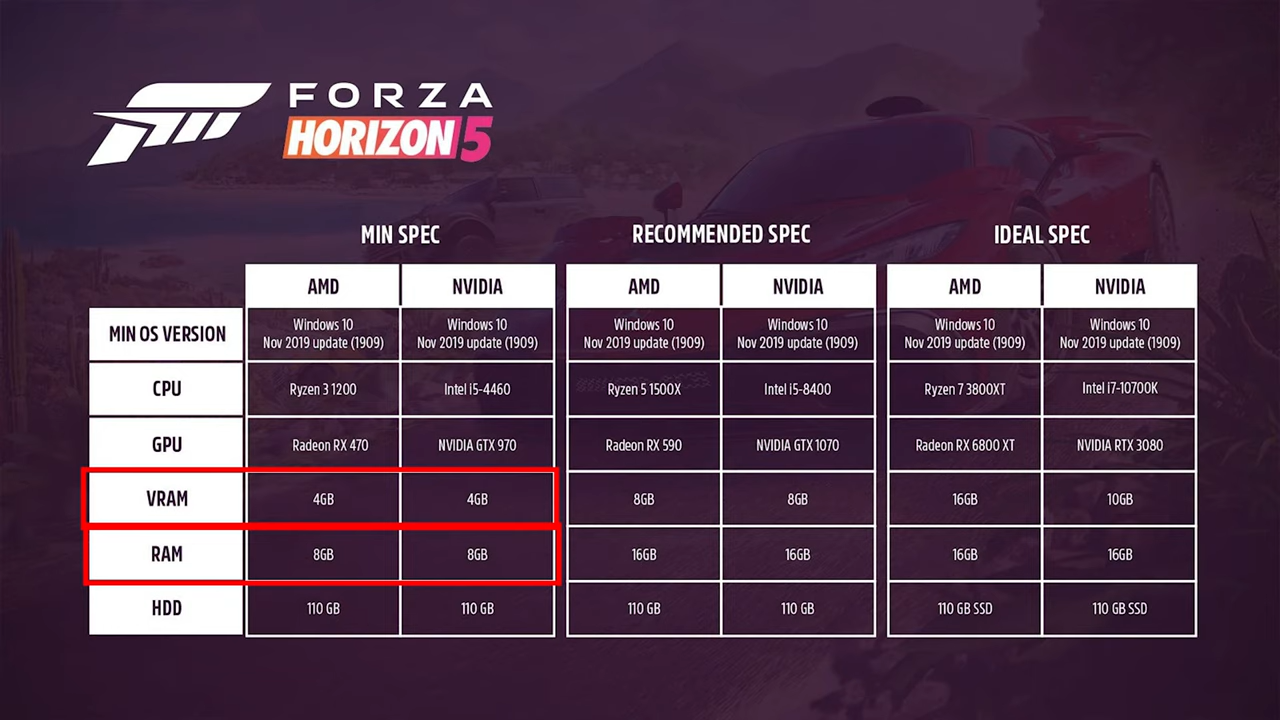 FORZA
HORIZON 5
MIN SPEC RECOMMENDED SPEC IDEAL SPEC
AMD NVIDIA AMD NVIDIA AMD NVIDIA
MIN OS VERSION Windows 10 Nov 2019 update (1909) Windows 10 Nov 2019 update (1909) Windows 10 Nov 2019 update (1909) Windows 10 Nov 2019 update (1909) Windows 10 Nov 2019 update (1909) Windows 10 Nov 2019 update (1909)
CPU Ryzen 3 1200 Intel i5-4460 Ryzen 5 1500X Intel i5-8400 Ryzen 7 3800XT Intel i7-10700K
GPU Radeon RX 470 NVIDIA GTX 970 Radeon RX 590 NVIDIA GTX 1070 Radeon RX 6800 XT NVIDIA RTX 3080
VRAM 4GB 4GB 8GB 8GB 16GB 10GB
RAM 8GB 8GB 16GB 16GB 16GB 16GB
HDD 110 GB 110 GB 110 GB 110 GB 110 GB SSD 110 GB SSD